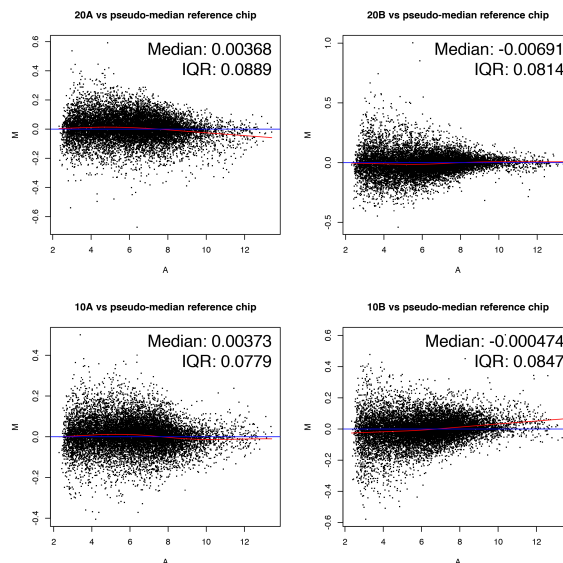 20A vs pseudo-median reference chip
Median: 0.00368
IQR: 0.0889
0.6
0.4
0.2
0.0
-0.2
-0.4
-0.6
M
2 4 6 8 10 12
A
20B vs pseudo-median reference chip
Median: -0.00691
IQR: 0.0814
1.0
0.5
0.0
-0.5
M
2 4 6 8 10 12
A
10A vs pseudo-median reference chip
Median: 0.00373
IQR: 0.0779
0.4
0.2
0.0
-0.2
-0.4
M
2 4 6 8 10 12
A
10B vs pseudo-median reference chip
Median: -0.000474
IQR: 0.0847
0.6
0.4
0.2
0.0
-0.2
-0.4
-0.6
M
2 4 6 8 10 12
A